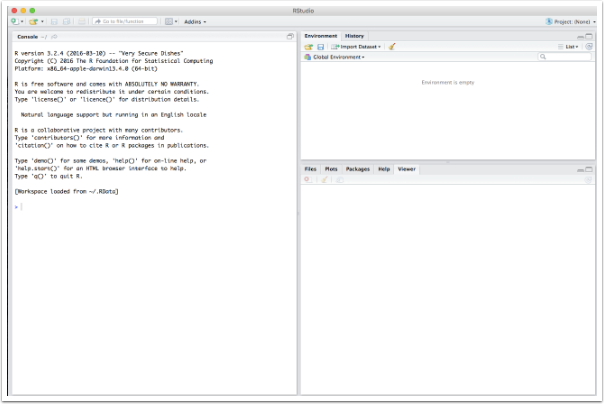 RStudio
Go to file/function
Addins
Project: (None)
Console ~/
R version 3.2.4 (2016-03-10) -- "Very Secure Dishes"
Copyright (C) 2016 The R Foundation for Statistical Computing
Platform: x86_64-apple-darwin13.4.0 (64-bit)
R is free software and comes with ABSOLUTELY NO WARRANTY.
You are welcome to redistribute it under certain conditions.
Type 'license()' or 'licence()' for distribution details.
Natural language support but running in an English locale
R is a collaborative project with many contributors.
Type 'contributors()' for more information and
'citation()' on how to cite R or R packages in publications.
Type 'demo()' for some demos, 'help()' for on-line help, or
'help.start()' for an HTML browser interface to help.
Type 'q()' to quit R.
[Workspace loaded from ~/.RData]
>
Environment History
Import Dataset
List
Global Environment
Environment is empty
Files Plots Packages Help Viewer